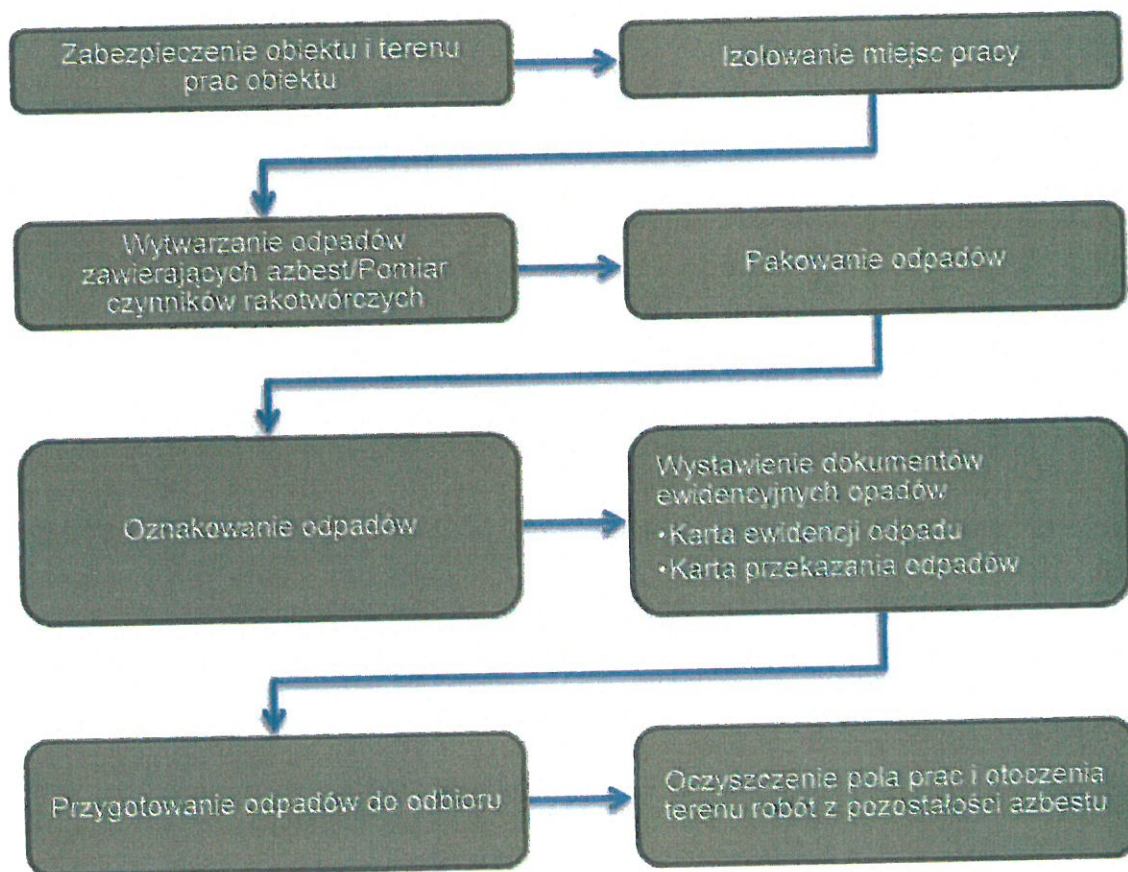 Zabezpieczenie obiektu i terenu
prac obiektu
Izolowanie miejsc pracy
Wytwarzanie odpadów
zawierających azbest/Pomiar
czynników rakotwórczych
Pakowanie odpadów
Oznakowanie odpadów
Wystawienie dokumentów
ewidencyjnych opadów
•Karta ewidencji odpadu
•Karta przekazania odpadów
Przygotowanie odpadów do odbioru
Oczyszczenie pola prac i otoczenia
terenu robót z pozostałości azbestu